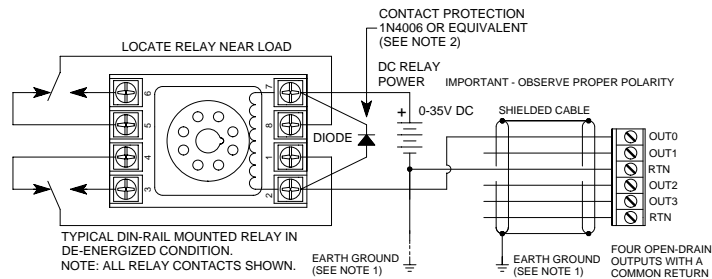 CONTACT PROTECTION
1N4006 OR EQUIVALENT
(SEE NOTE 2)
LOCATE RELAY NEAR LOAD
DC RELAY
POWER
IMPORTANT - OBSERVE PROPER POLARITY
+
0-35V DC
SHIELDED CABLE
6
7
5
8
DIODE
4
1
3
2
OUT0
OUT1
RTN
OUT2
OUT3
RTN
TYPICAL DIN-RAIL MOUNTED RELAY IN
DE-ENERGIZED CONDITION.
NOTE: ALL RELAY CONTACTS SHOWN.
EARTH GROUND
(SEE NOTE 1)
EARTH GROUND
(SEE NOTE 1)
FOUR OPEN-DRAIN
OUTPUTS WITH A
COMMON RETURN